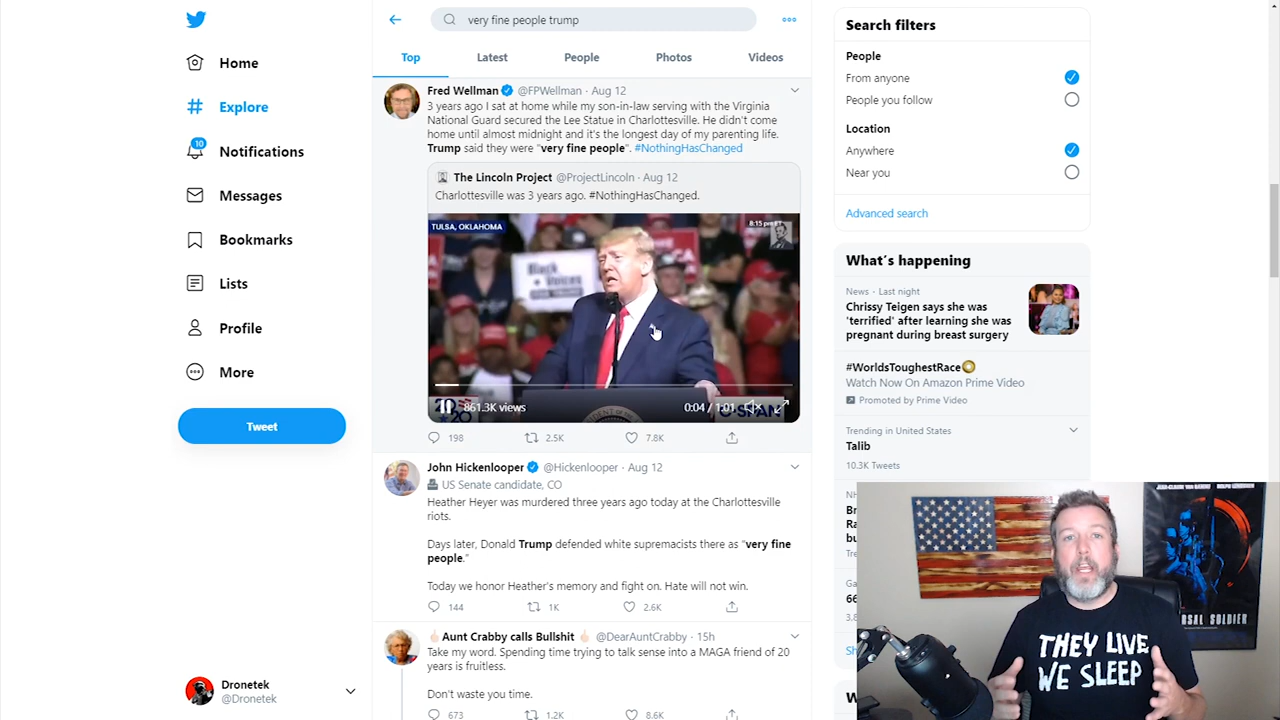 very fine people trump
Home
Explore
10
Notifications
Messages
Bookmarks
Lists
Profile
More
Tweet
Dronetek
@Dronetek
Top
Latest
People
Photos
Videos
Fred Wellman @FPWellman · Aug 12
3 years ago I sat at home while my son-in-law serving with the Virginia
National Guard secured the Lee Statue in Charlottesville. He didn't come
home until almost midnight and it's the longest day of my parenting life.
Trump said they were "very fine people". #NothingHasChanged
The Lincoln Project @ProjectLincoln · Aug 12
Charlottesville was 3 years ago. #NothingHasChanged.
TULSA, OKLAHOMA
8:15 pm ET
Black
Voices
861.3K views
0:04 / 1:01
C-SPAN
198
2.5K
7.8K
John Hickenlooper @Hickenlooper · Aug 12
US Senate candidate, CO
Heather Heyer was murdered three years ago today at the Charlottesville
riots.
Days later, Donald Trump defended white supremacists there as "very fine
people."
Today we honor Heather's memory and fight on. Hate will not win.
144
1K
2.6K
Aunt Crabby calls Bullshit @DearAuntCrabby · 15h
Take my word. Spending time trying to talk sense into a MAGA friend of 20
years is fruitless.
Don't waste you time.
673
1.2K
8.6K
Search filters
People
From anyone
People you follow
Location
Anywhere
Near you
Advanced search
What's happening
News · Last night
Chrissy Teigen says she was
'terrified' after learning she was
pregnant during breast surgery
#WorldsToughestRace
Watch Now On Amazon Prime Video
Promoted by Prime Video
Trending in United States
Talib
10.3K Tweets
THEY LIVE
WE SLEEP
SOLDIER